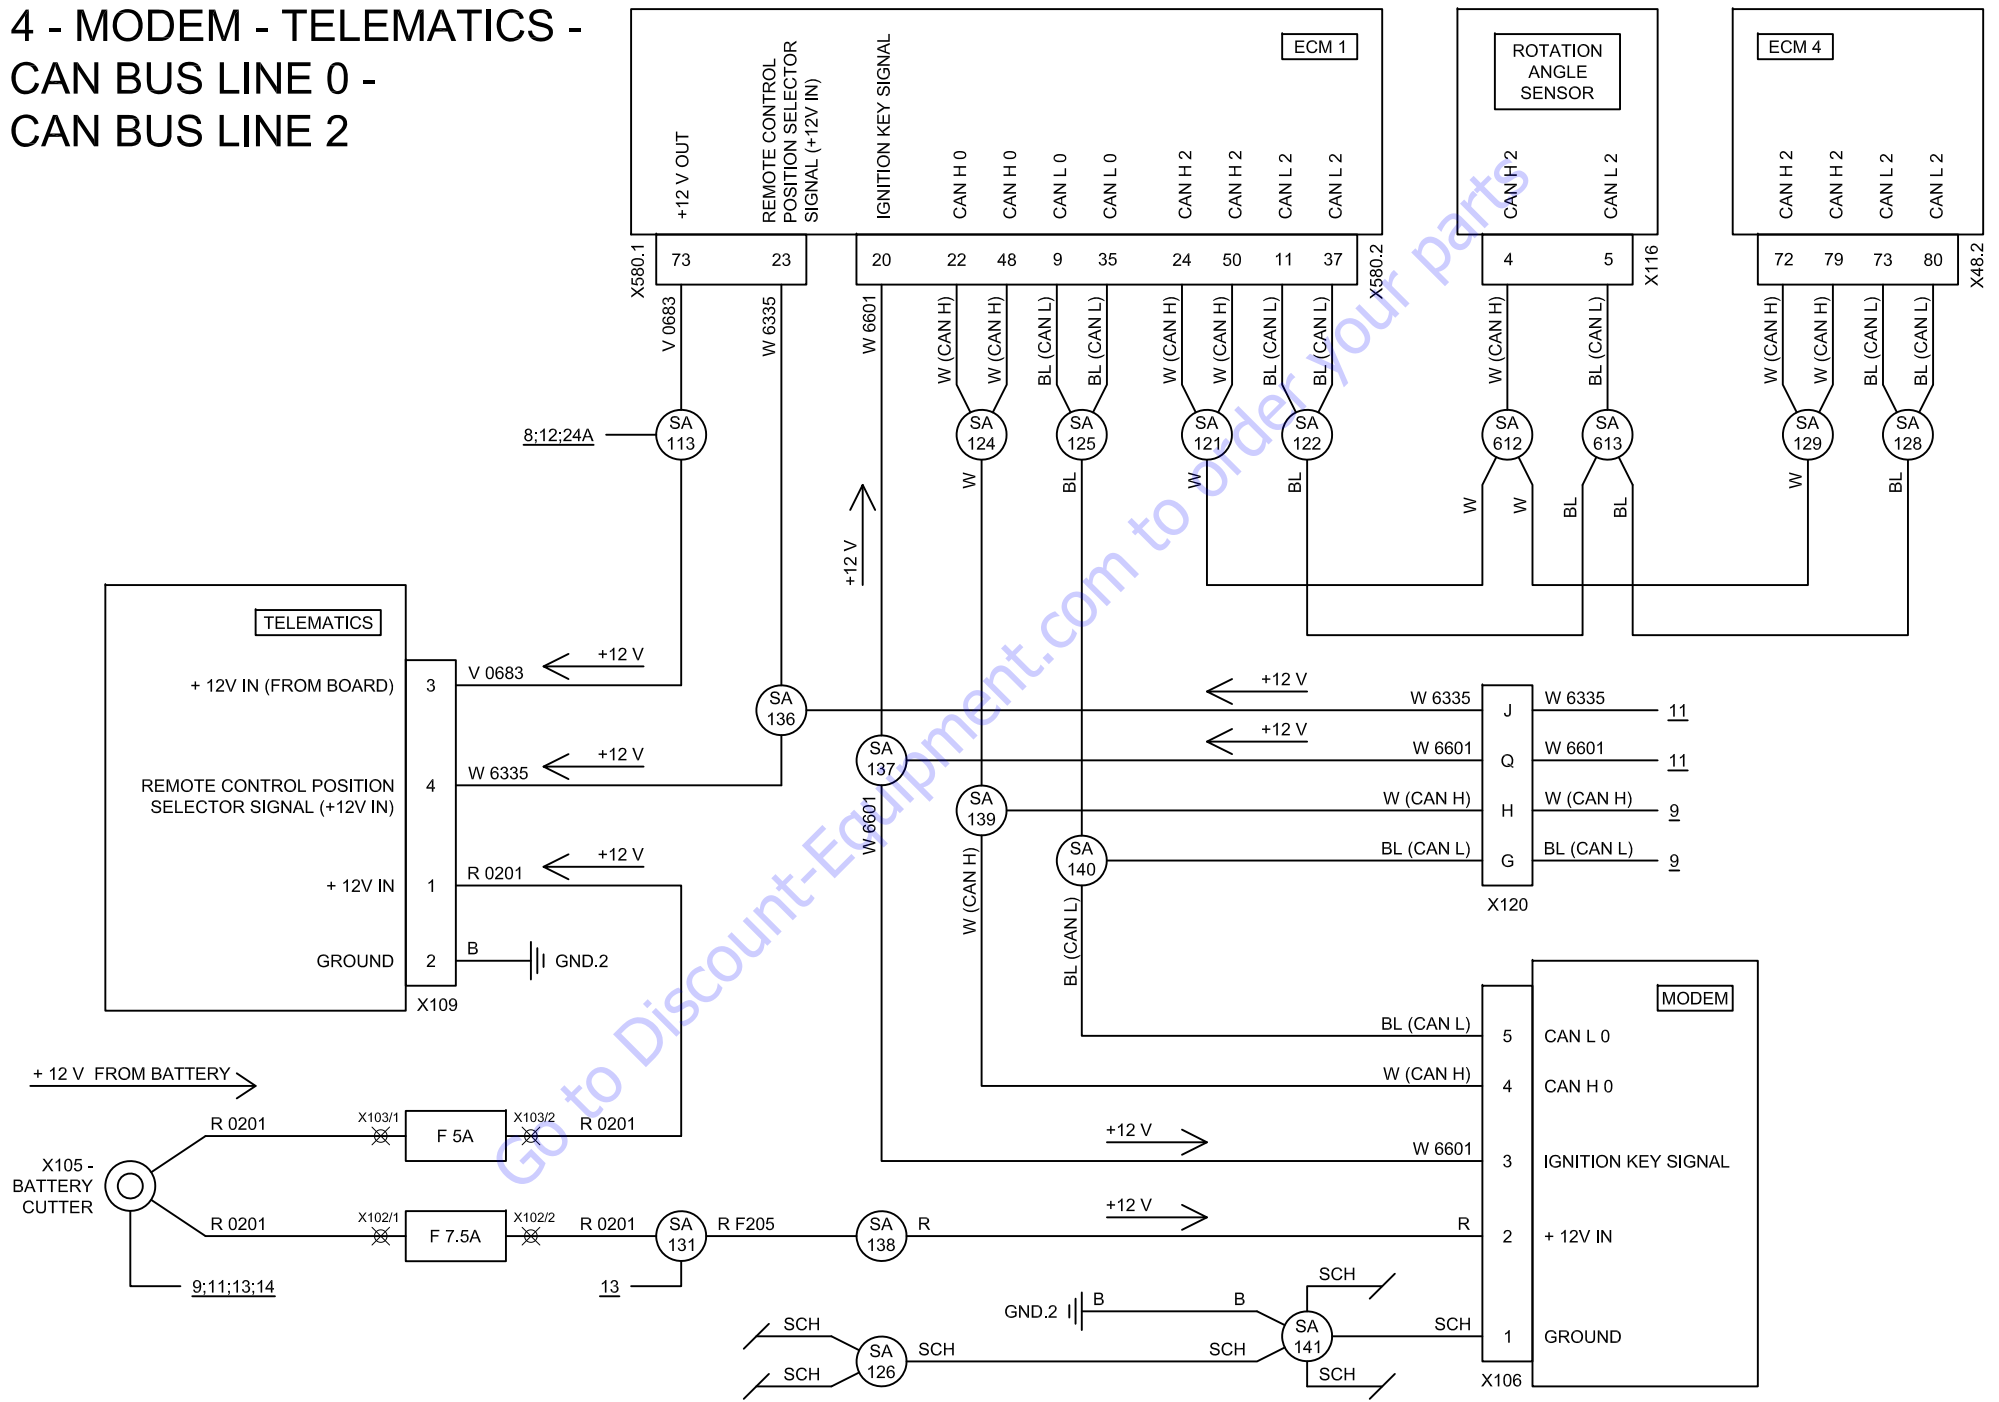 4 - MODEM - TELEMATICS -
CAN BUS LINE 0 -
CAN BUS LINE 2
ECM 1
+12 V OUT
REMOTE CONTROL
POSITION SELECTOR
SIGNAL (+12V IN)
IGNITION KEY SIGNAL
CAN H 0
CAN H 0
CAN L 0
CAN L 0
CAN H 2
CAN H 2
CAN L 2
CAN L 2
X580.1
73
23
20
22
48
9
35
24
50
11
37
X580.2
ROTATION
ANGLE
SENSOR
CAN H 2
CAN L 2
4
5
X116
ECM 4
CAN H 2
CAN H 2
CAN L 2
CAN L 2
72
79
73
80
X48.2
V 0683
W 6335
W 6601
W (CAN H)
W (CAN H)
BL (CAN L)
BL (CAN L)
W (CAN H)
W (CAN H)
BL (CAN L)
BL (CAN L)
W (CAN H)
BL (CAN L)
W (CAN H)
W (CAN H)
BL (CAN L)
BL (CAN L)
8;12;24A
SA
113
SA
124
SA
125
SA
121
SA
122
SA
612
SA
613
SA
129
SA
128
W
BL
W
BL
W
W
BL
BL
W
BL
+12 V
TELEMATICS
+ 12V IN (FROM BOARD)
3
V 0683
+12 V
REMOTE CONTROL POSITION
SELECTOR SIGNAL (+12V IN)
4
W 6335
+12 V
+ 12V IN
1
R 0201
+12 V
GROUND
2
B
GND.2
X109
SA
136
SA
137
W 6601
SA
139
W (CAN H)
SA
140
BL (CAN L)
+12 V
W 6335
J
W 6335
11
+12 V
W 6601
Q
W 6601
11
W (CAN H)
H
W (CAN H)
9
BL (CAN L)
G
BL (CAN L)
9
X120
MODEM
BL (CAN L)
5
CAN L 0
W (CAN H)
4
CAN H 0
+12 V
W 6601
3
IGNITION KEY SIGNAL
+12 V
R
2
+ 12V IN
SCH
1
GROUND
X106
+ 12 V FROM BATTERY
R 0201
X103/1
F 5A
X103/2
R 0201
X105 -
BATTERY
CUTTER
R 0201
X102/1
F 7.5A
X102/2
R 0201
SA
131
R F205
SA
138
R
9;11;13;14
13
SCH
SCH
SA
126
SCH
SCH
GND.2
B
B
SCH
SA
141
SCH
Go to Discount-Equipment.com to order your parts